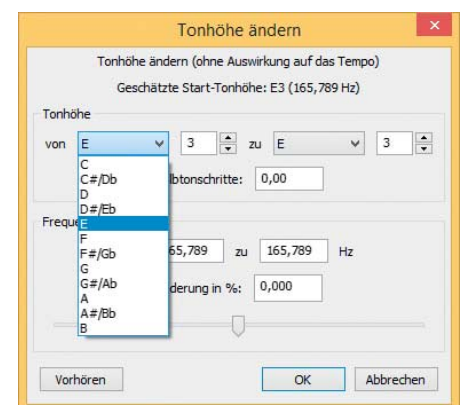 Tonhöhe ändern
Tonhöhe ändern (ohne Auswirkung auf das Tempo)
Geschätzte Start-Tonhöhe: E3 (165,789 Hz)
Tonhöhe
von E 3 zu E 3
C
C#/Db
D
D#/Eb
E
F
F#/Gb
G
G#/Ab
A
A#/Bb
B
lbtonschritte: 0,00
Freque
65,789 zu 165,789 Hz
derung in %: 0,000
Vorhören OK Abbrechen